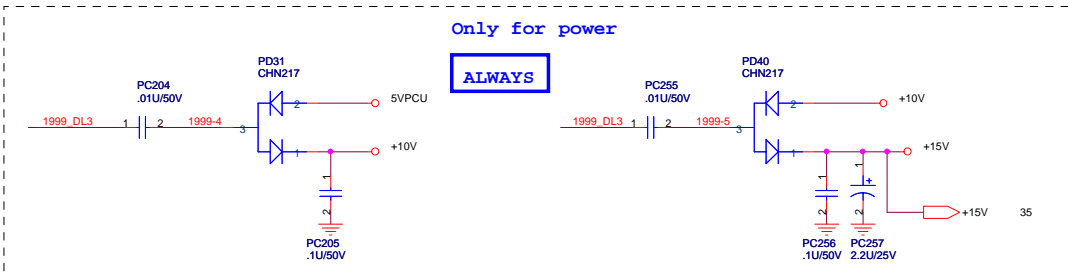 Only for power
ALWAYS
PD31
CHN217
PC204
.01U/50V
1999_DL3
1
2
1999-4
3
2
5VPCU
1
+10V
1
2
PC205
.1U/50V
PD40
CHN217
PC255
.01U/50V
1999_DL3
1
2
1999-5
3
2
+10V
1
+15V
1
2
1
+
2
+15V
35
PC256
.1U/50V
PC257
2.2U/25V